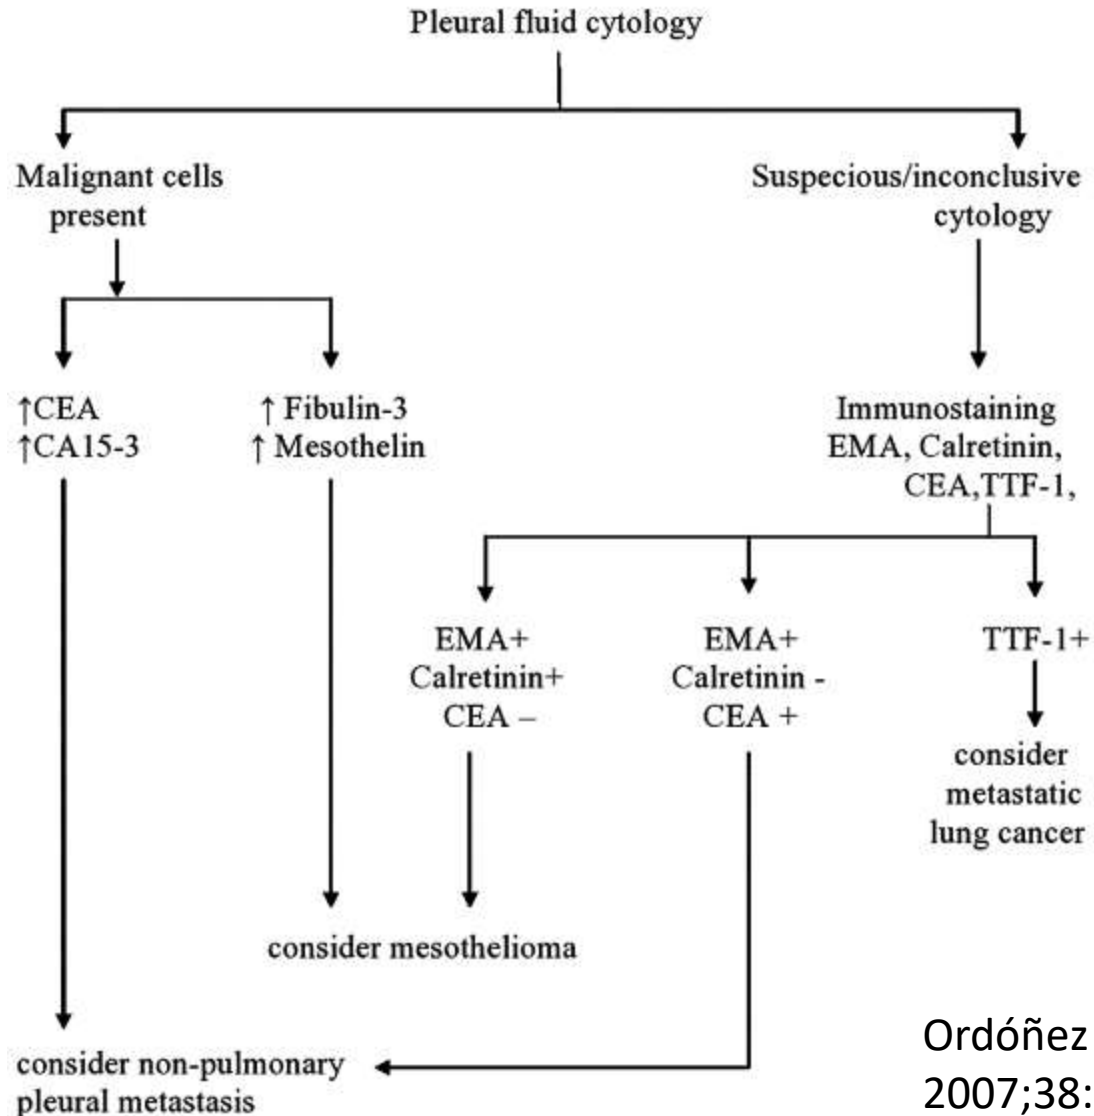 Pleural fluid cytology
Malignant cells
present
Suspecious/inconclusive
cytology
↑CEA
↑CA15-3
↑ Fibulin-3
↑ Mesothelin
Immunostaining
EMA, Calretinin,
CEA,TTF-1,
EMA+
Calretinin+
CEA –
EMA+
Calretinin -
CEA +
TTF-1+
consider
metastatic
lung cancer
consider mesothelioma
consider non-pulmonary
pleural metastasis
Ordóñez
2007;38: